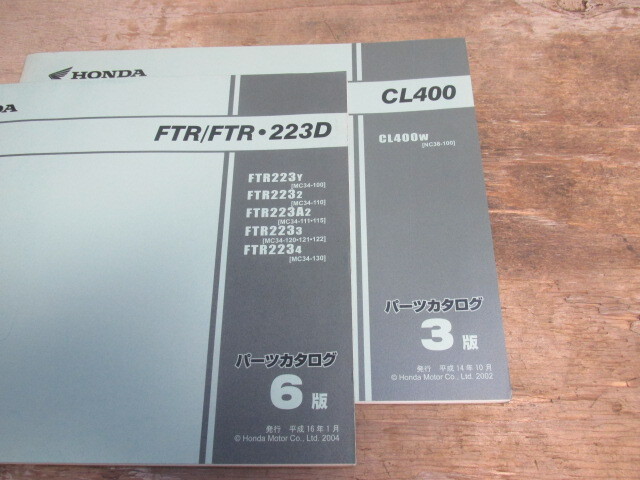 HONDA
CL400
CL400W
[NC38-100]
パーツカタログ
3版
発行 平成14年10月
© Honda Motor Co., Ltd. 2002
DA
FTR/FTR・223D
FTR223Y
[MC34-100]
FTR2232
[MC34-110]
FTR223A2
[MC34-111・115]
FTR2233
[MC34-120・121・122]
FTR2234
[MC34-130]
パーツカタログ
6版
発行 平成16年1月
© Honda Motor Co., Ltd. 2004